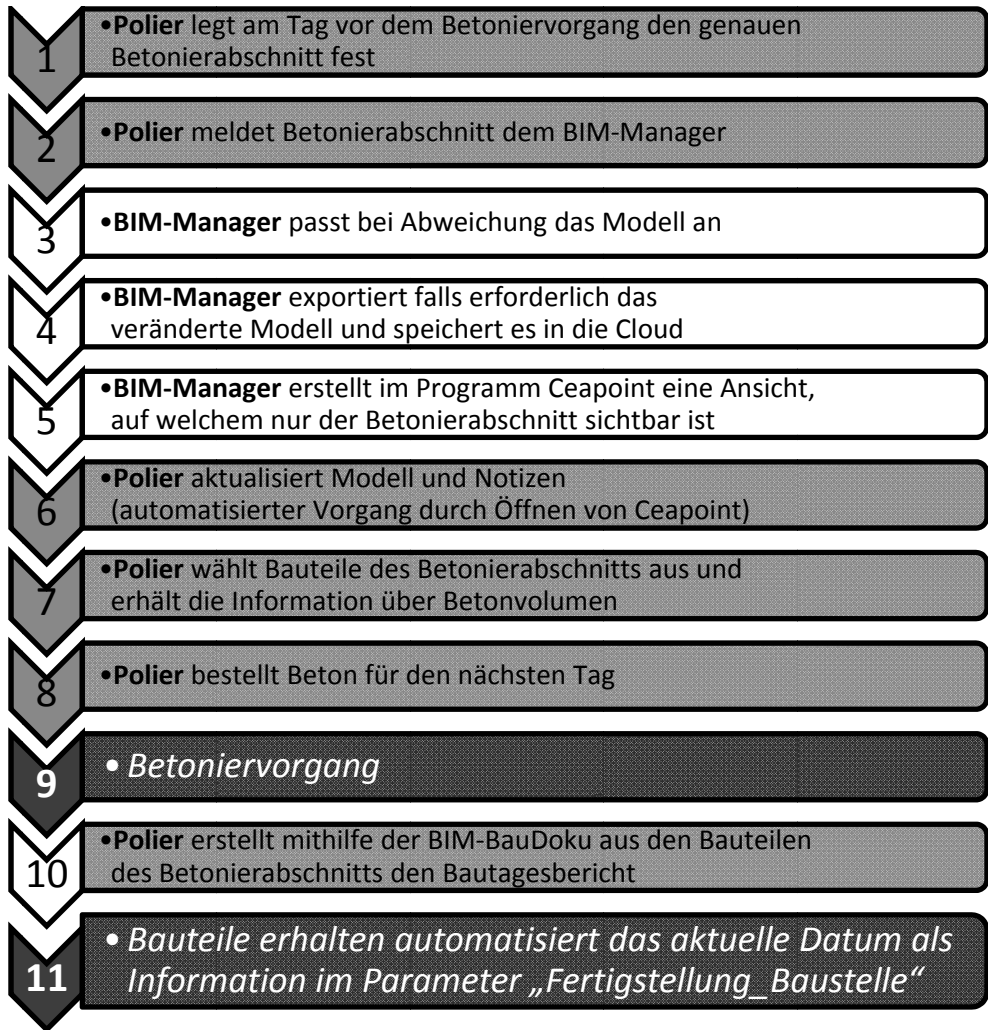 1
•Polier legt am Tag vor dem Betoniervorgang den genauen
Betonierabschnitt fest
2
•Polier meldet Betonierabschnitt dem BIM-Manager
3
•BIM-Manager passt bei Abweichung das Modell an
4
•BIM-Manager exportiert falls erforderlich das
veränderte Modell und speichert es in die Cloud
5
•BIM-Manager erstellt im Programm Ceapoint eine Ansicht,
auf welchem nur der Betonierabschnitt sichtbar ist
6
•Polier aktualisiert Modell und Notizen
(automatisierter Vorgang durch Öffnen von Ceapoint)
7
•Polier wählt Bauteile des Betonierabschnitts aus und
erhält die Information über Betonvolumen
8
•Polier bestellt Beton für den nächsten Tag
9
• Betoniervorgang
10
•Polier erstellt mithilfe der BIM-BauDoku aus den Bauteilen
des Betonierabschnitts den Bautagesbericht
11
• Bauteile erhalten automatisiert das aktuelle Datum als
Information im Parameter „Fertigstellung_Baustelle“